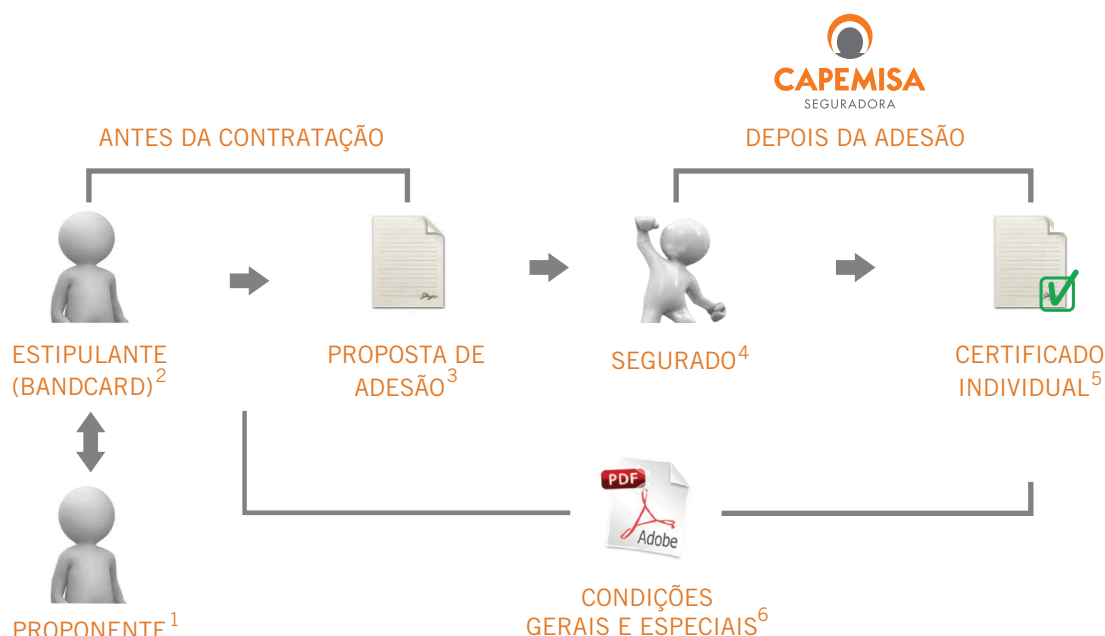 CAPEMISA
SEGURADORA
ANTES DA CONTRATAÇÃO
DEPOIS DA ADESÃO
ESTIPULANTE
(BANDCARD)2
PROPOSTA DE
ADESÃO3
SEGURADO4
CERTIFICADO
INDIVIDUAL5
PDF
Adobe
PROPONENTE1
CONDIÇÕES
GERAIS E ESPECIAIS6